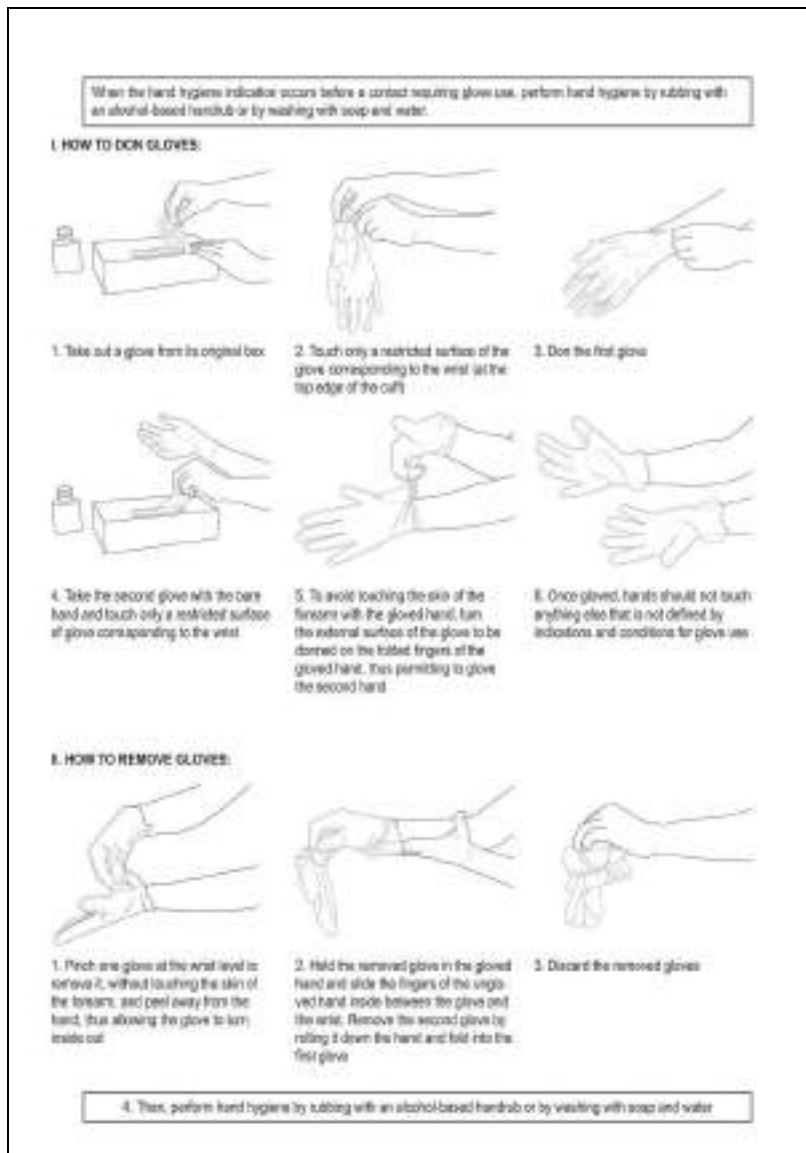 When the hand hygiene indication occurs before a contact requiring glove use, perform hand hygiene by rubbing with
an alcohol-based handrub or by washing with soap and water.
I. HOW TO DON GLOVES:
1. Take out a glove from its original box
2. Touch only a restricted surface of the
glove corresponding to the wrist (at the
top edge of the cuff)
3. Don the first glove
4. Take the second glove with the bare
hand and touch only a restricted surface
of glove corresponding to the wrist
5. To avoid touching the skin of the
forearm with the gloved hand, turn
the external surface of the glove to be
donned on the folded fingers of the
gloved hand, thus permitting to glove
the second hand
6. Once gloved, hands should not touch
anything else that is not defined by
indications and conditions for glove use
II. HOW TO REMOVE GLOVES:
1. Pinch one glove at the wrist level to
remove it, without touching the skin of
the forearm, and peel away from the
hand, thus allowing the glove to turn
inside out
2. Hold the removed glove in the gloved
hand and slide the fingers of the unglo-
ved hand inside between the glove and
the wrist. Remove the second glove by
rolling it down the hand and fold into the
first glove
3. Discard the removed gloves
4. Then, perform hand hygiene by rubbing with an alcohol-based handrub or by washing with soap and water